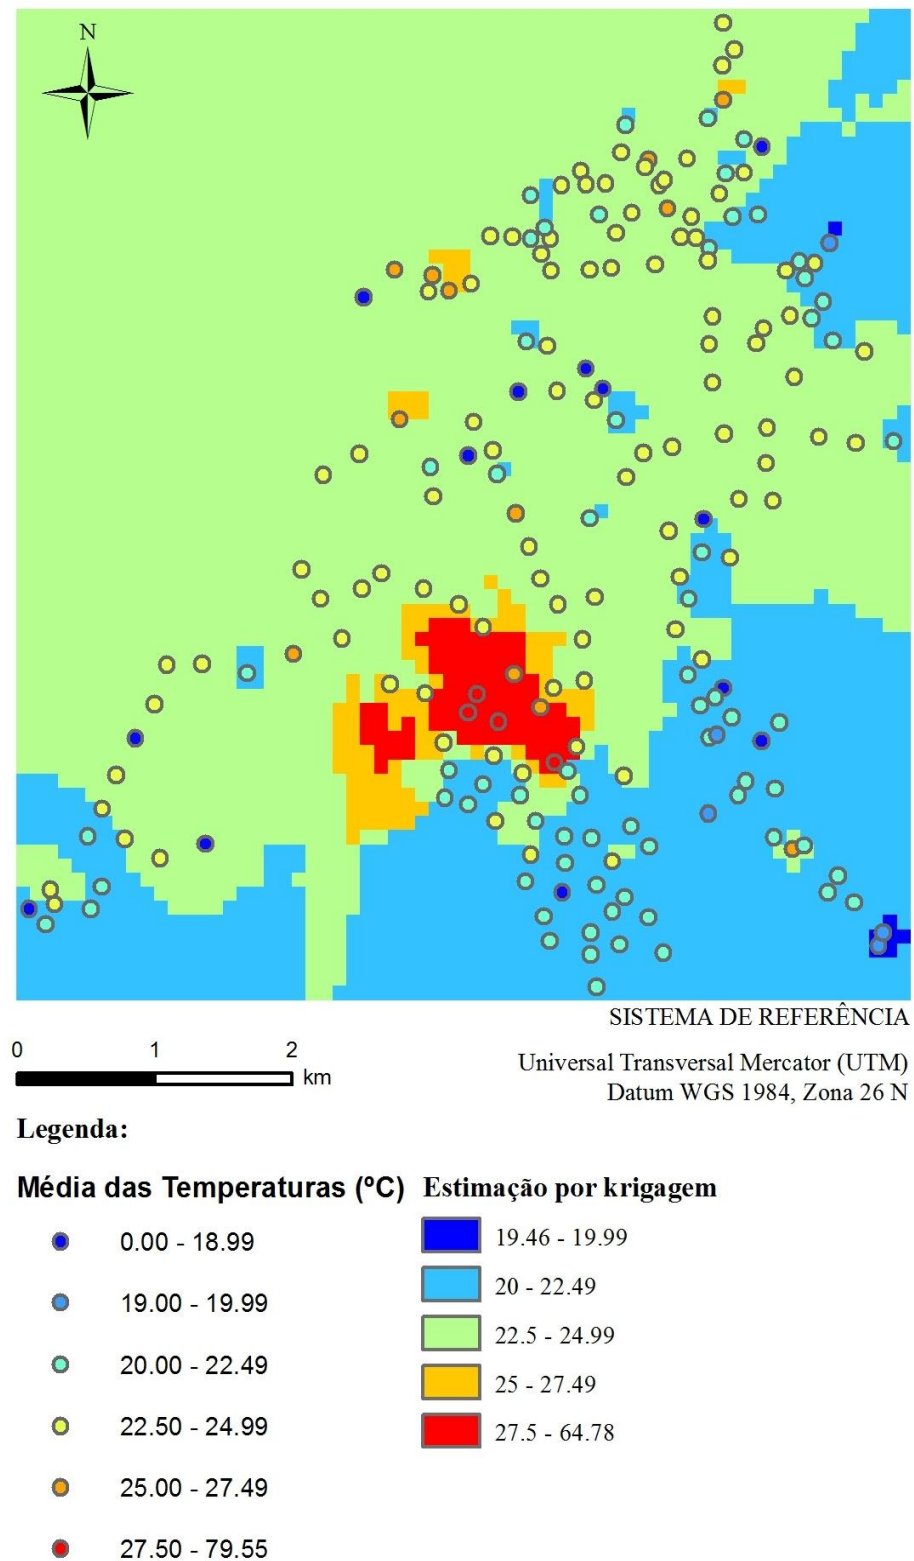 N
SISTEMA DE REFERÊNCIA
0 1 2
km
Universal Transversal Mercator (UTM)
Datum WGS 1984, Zona 26 N
Legenda:
Média das Temperaturas (ºC)
0.00 - 18.99
19.00 - 19.99
20.00 - 22.49
22.50 - 24.99
25.00 - 27.49
27.50 - 79.55
Estimação por krigagem
19.46 - 19.99
20 - 22.49
22.5 - 24.99
25 - 27.49
27.5 - 64.78